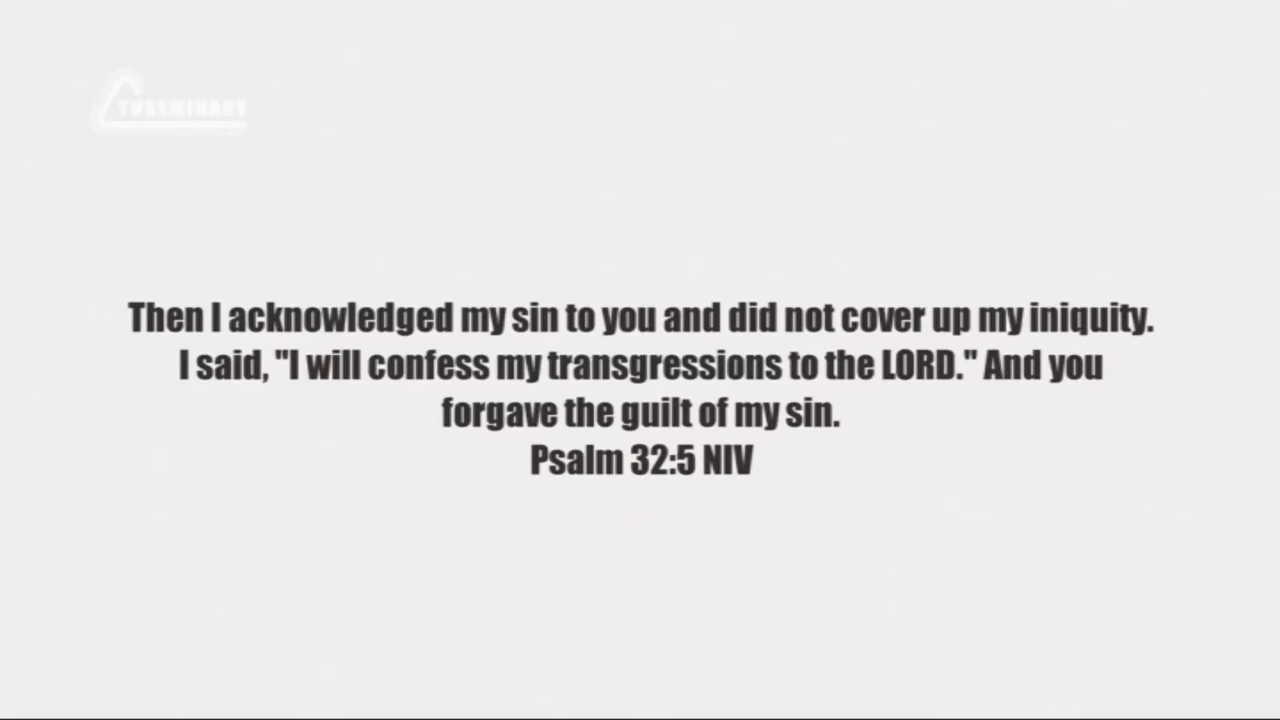 TVSEMINARY
Then I acknowledged my sin to you and did not cover up my iniquity.
I said, "I will confess my transgressions to the LORD." And you
forgave the guilt of my sin.
Psalm 32:5 NIV